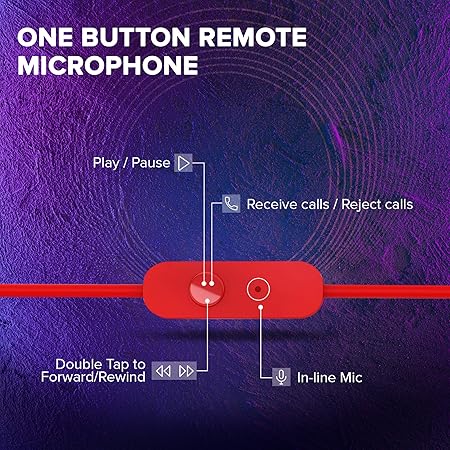 ONE BUTTON REMOTE
MICROPHONE
Play / Pause
Receive calls / Reject calls
Double Tap to
Forward/Rewind
In-line Mic